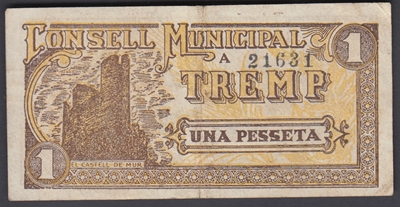 CONSELL MUNICIPAL
1
A 21631
TREMP
UNA PESSETA
1
EL CASTELL DE MUR